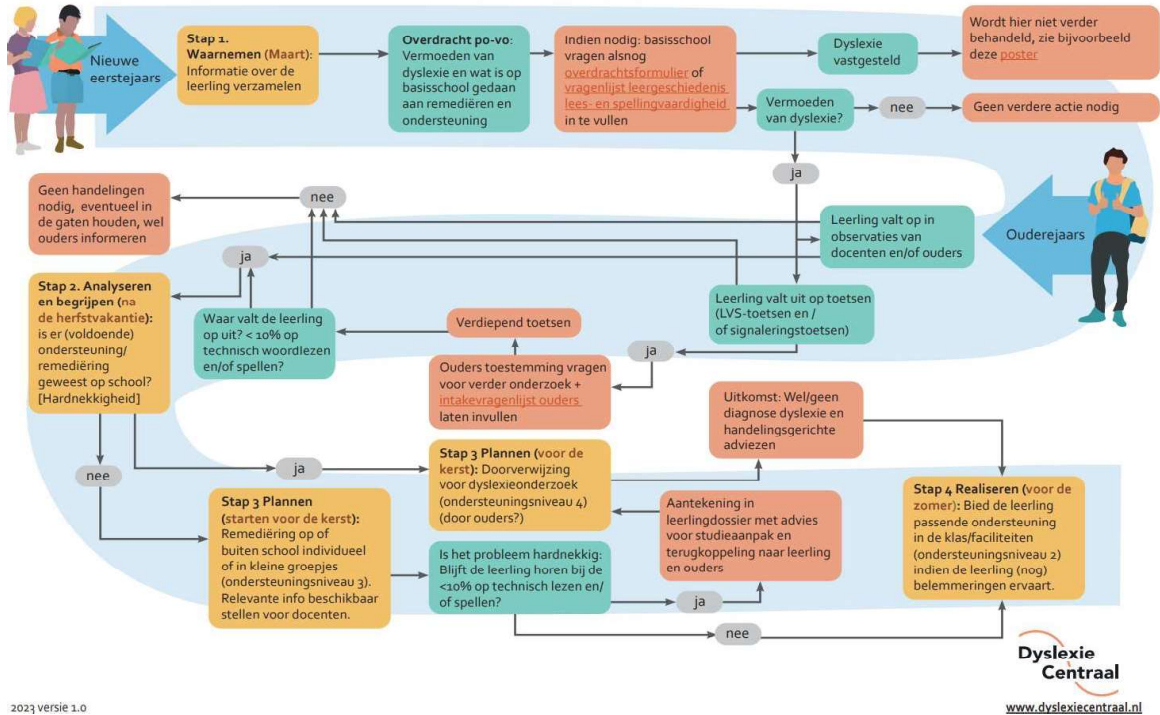 Nieuwe
eerstejaars
Stap 1.
Waarnemen (Maart):
Informatie over de
leerling verzamelen
Overdracht po-vo:
Vermoeden van
dyslexie en wat is op
basisschool gedaan
aan remediëren en
ondersteuning
Indien nodig: basisschool
vragen alsnog
overdrachtsformulier of
vragenlijst leergeschiedenis
lees- en spellingvaardigheid
in te vullen
Dyslexie
vastgesteld
Wordt hier niet verder
behandeld, zie bijvoorbeeld
deze poster
Vermoeden
van dyslexie?
nee
Geen verdere actie nodig
ja
Geen handelingen
nodig, eventueel in
de gaten houden, wel
ouders informeren
nee
Leerling valt op in
observaties van
docenten en/of ouders
Ouderejaars
ja
Stap 2. Analyseren
en begrijpen (na
de herfstvakantie):
is er (voldoende)
ondersteuning/
remediëring
geweest op school?
[Hardnekkigheid]
Waar valt de leerling
op uit? < 10% op
technisch woordlezen
en/of spellen?
Verdiepend toetsen
Leerling valt uit op toetsen
(LVS-toetsen en /
of signaleringstoetsen)
ja
Ouders toestemming vragen
voor verder onderzoek +
intakevragenlijst ouders
laten invullen
Uitkomst: Wel/geen
diagnose dyslexie en
handelingsgerichte
adviezen
nee
ja
Stap 3 Plannen (voor de
kerst): Doorverwijzing
voor dyslexieonderzoek
(ondersteuningsniveau 4)
(door ouders?)
Stap 3 Plannen
(starten voor de kerst):
Remediëring op of
buiten school individueel
of in kleine groepjes
(ondersteuningsniveau 3).
Relevante info beschikbaar
stellen voor docenten.
Is het probleem hardnekkig:
Blijft de leerling horen bij de
<10% op technisch lezen en/
of spellen?
Aantekening in
leerlingdossier met advies
voor studieaanpak en
terugkoppeling naar leerling
en ouders
Stap 4 Realiseren (voor de
zomer): Bied de leerling
passende ondersteuning
in de klas/faciliteiten
(ondersteuningsniveau 2)
indien de leerling (nog)
belemmeringen ervaart.
ja
nee
Dyslexie
Centraal
2023 versie 1.0
www.dyslexiecentraal.nl